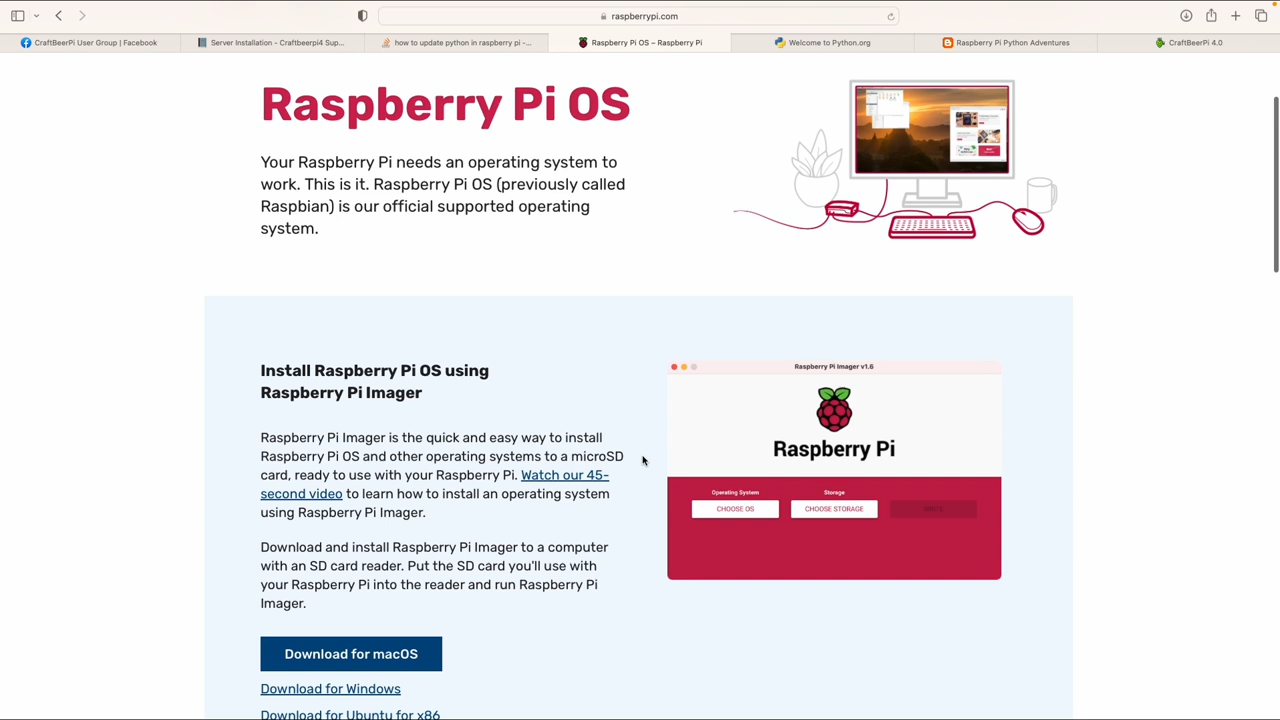 raspberrypi.com
CraftBeerPi User Group | Facebook
Server Installation - Craftbeerpi4 Sup...
how to update python in raspberry pi -...
Raspberry Pi OS – Raspberry Pi
Welcome to Python.org
Raspberry Pi Python Adventures
CraftBeerPi 4.0
Raspberry Pi OS
Your Raspberry Pi needs an operating system to
work. This is it. Raspberry Pi OS (previously called
Raspbian) is our official supported operating
system.
Install Raspberry Pi OS using
Raspberry Pi Imager
Raspberry Pi Imager is the quick and easy way to install
Raspberry Pi OS and other operating systems to a microSD
card, ready to use with your Raspberry Pi. Watch our 45-
second video to learn how to install an operating system
using Raspberry Pi Imager.
Download and install Raspberry Pi Imager to a computer
with an SD card reader. Put the SD card you'll use with
your Raspberry Pi into the reader and run Raspberry Pi
Imager.
Download for macOS
Download for Windows
Download for Ubuntu for x86
Raspberry Pi Imager v1.6
Raspberry Pi
Operating System
Storage
CHOOSE OS
CHOOSE STORAGE
WRITE